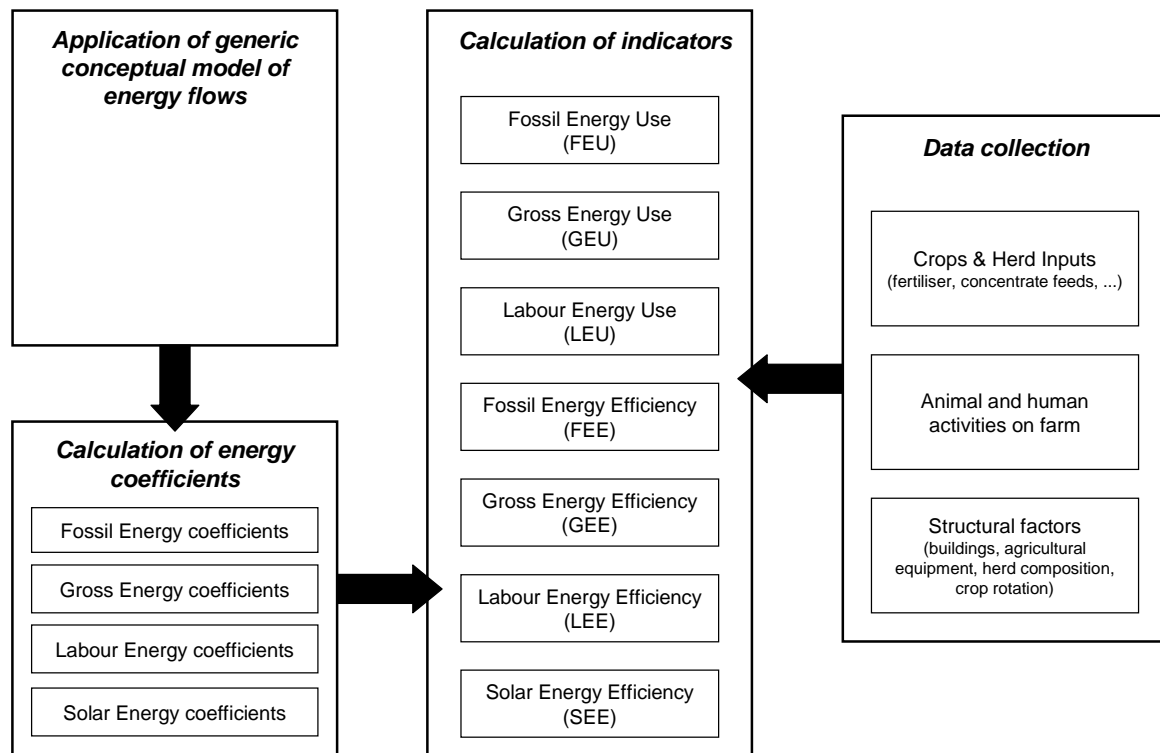 Application of generic
conceptual model of
energy flows
Calculation of energy
coefficients
Fossil Energy coefficients
Gross Energy coefficients
Labour Energy coefficients
Solar Energy coefficients
Calculation of indicators
Fossil Energy Use
(FEU)
Gross Energy Use
(GEU)
Labour Energy Use
(LEU)
Fossil Energy Efficiency
(FEE)
Gross Energy Efficiency
(GEE)
Labour Energy Efficiency
(LEE)
Solar Energy Efficiency
(SEE)
Data collection
Crops & Herd Inputs
(fertiliser, concentrate feeds, ...)
Animal and human
activities on farm
Structural factors
(buildings, agricultural
equipment, herd composition,
crop rotation)